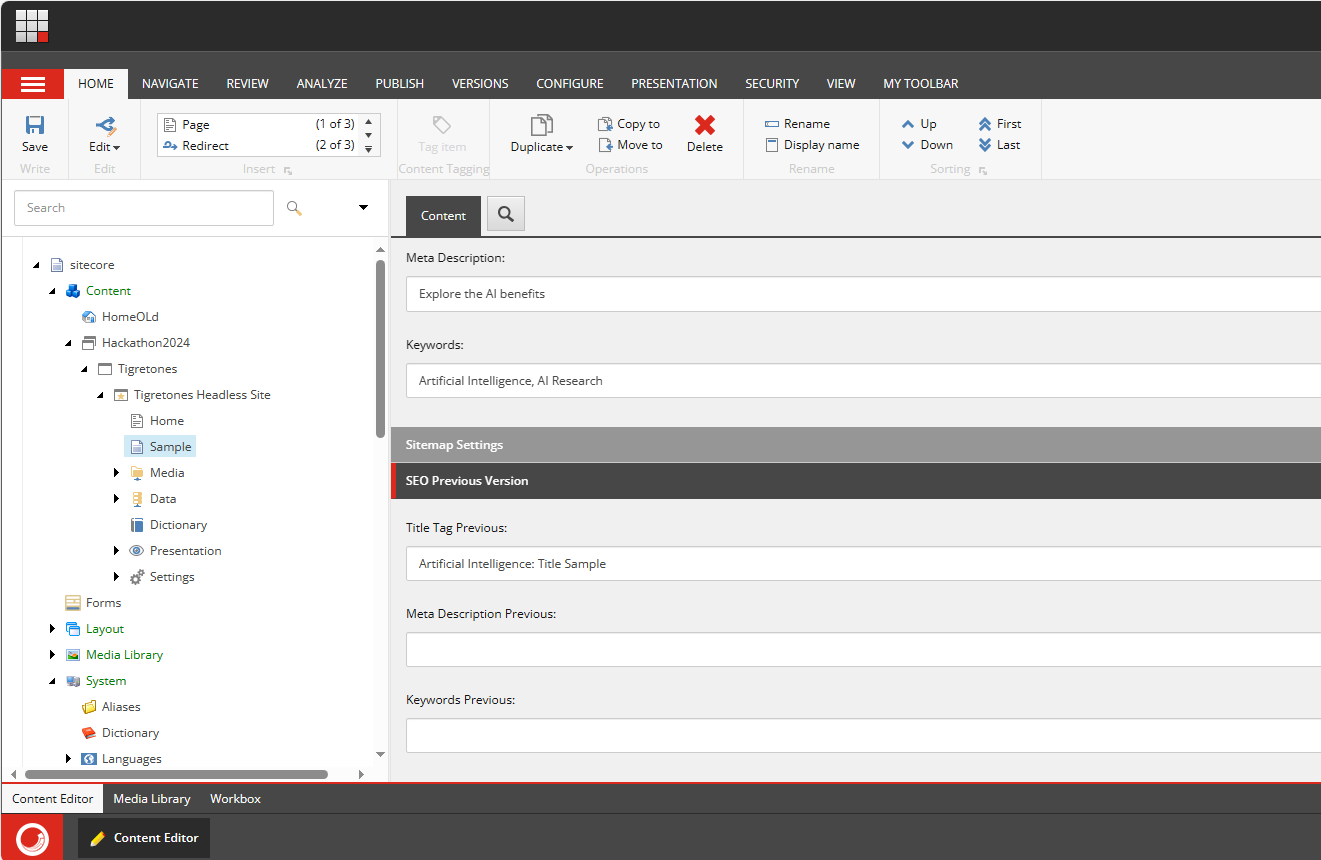 HOME NAVIGATE REVIEW ANALYZE PUBLISH VERSIONS CONFIGURE PRESENTATION SECURITY VIEW MY TOOLBAR
Save
Write
Edit
Edit
Page (1 of 3)
Redirect (2 of 3)
Insert
Tag item
Content Tagging
Duplicate
Copy to
Move to
Delete
Operations
Rename
Display name
Rename
Up
Down
First
Last
Sorting
Search
sitecore
Content
HomeOLd
Hackathon2024
Tigretones
Tigretones Headless Site
Home
Sample
Media
Data
Dictionary
Presentation
Settings
Forms
Layout
Media Library
System
Aliases
Dictionary
Languages
Content
Meta Description:
Explore the AI benefits
Keywords:
Artificial Intelligence, AI Research
Sitemap Settings
SEO Previous Version
Title Tag Previous:
Artificial Intelligence: Title Sample
Meta Description Previous:
Keywords Previous:
Content Editor Media Library Workbox
Content Editor